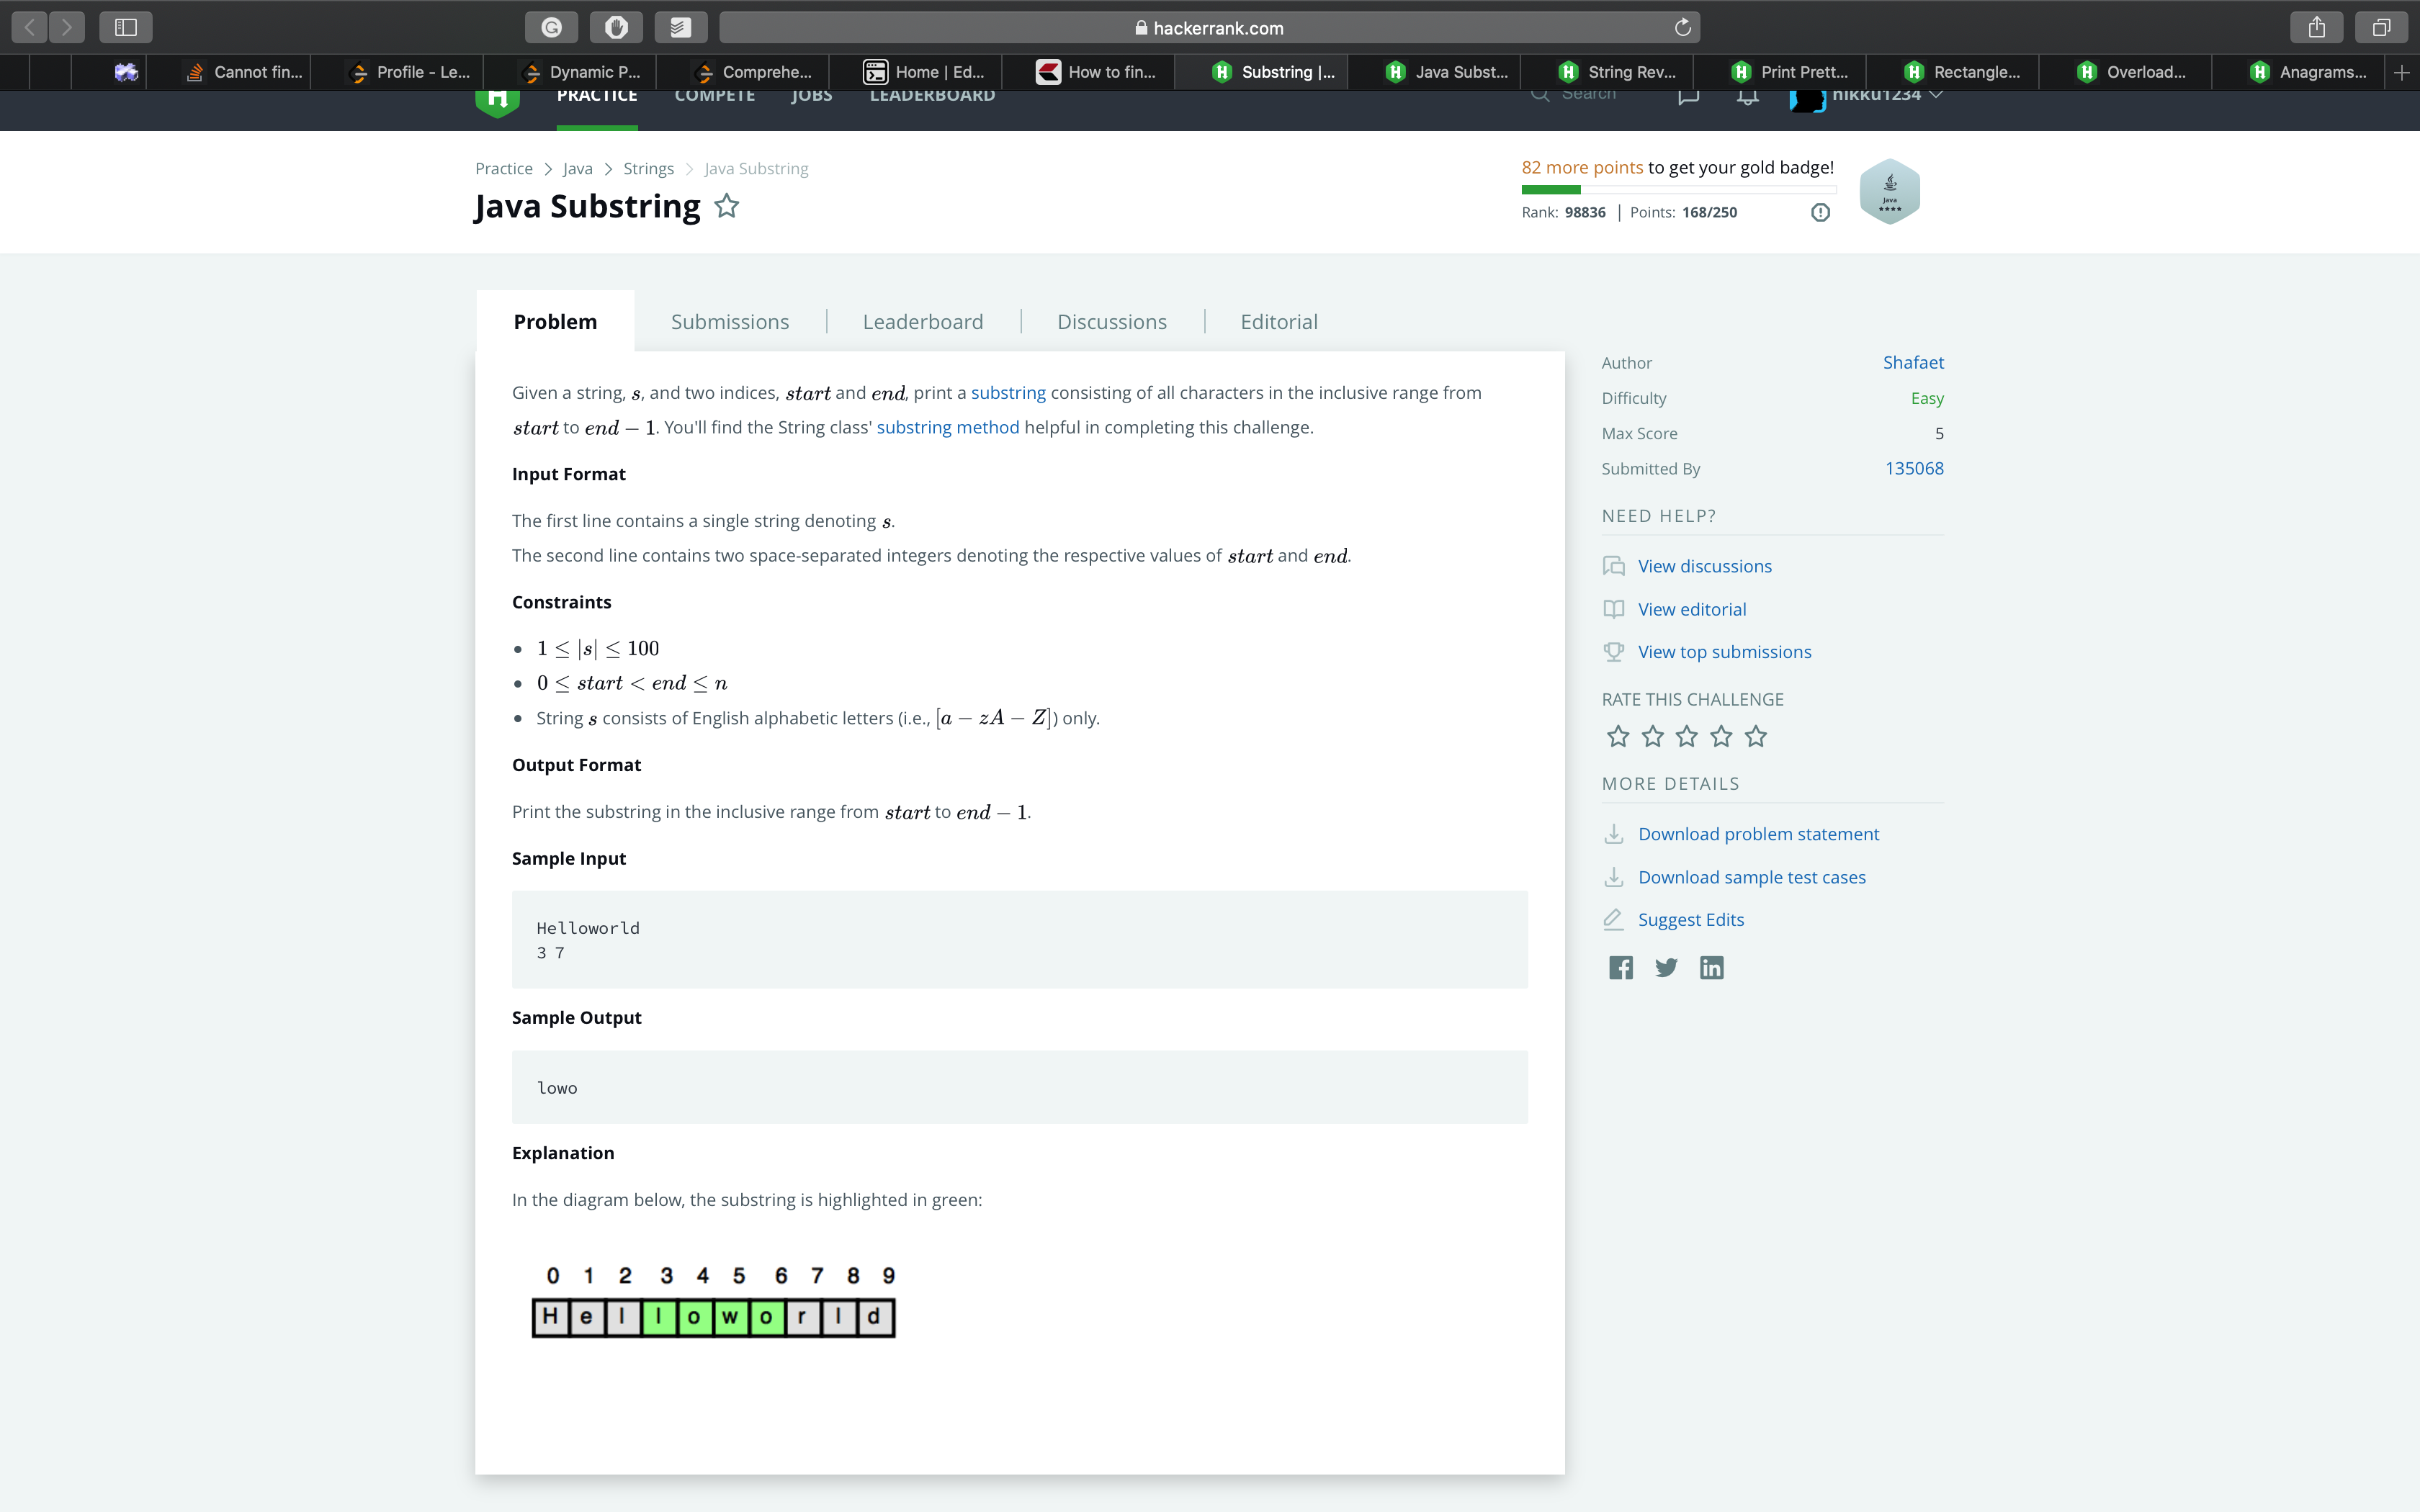 hackerrank.com
Cannot fin...
Profile - Le...
Dynamic P...
Comprehe...
Home | Ed...
How to fin...
Substring |...
Java Subst...
String Rev...
Print Prett...
Rectangle...
Overload...
Anagrams...
PRACTICE COMPETE JOBS LEADERBOARD
Search
nikku1234
Practice > Java > Strings > Java Substring
Java Substring
82 more points to get your gold badge!
Rank: 98836 | Points: 168/250
Java
Problem
Submissions
Leaderboard
Discussions
Editorial
Given a string, s, and two indices, start and end, print a substring consisting of all characters in the inclusive range from
start to end − 1. You'll find the String class' substring method helpful in completing this challenge.
Input Format
The first line contains a single string denoting s.
The second line contains two space-separated integers denoting the respective values of start and end.
Constraints
• 1 ≤ |s| ≤ 100
• 0 ≤ start < end ≤ n
• String s consists of English alphabetic letters (i.e., [a − zA − Z]) only.
Output Format
Print the substring in the inclusive range from start to end − 1.
Sample Input
Helloworld
3 7
Sample Output
lowo
Explanation
In the diagram below, the substring is highlighted in green:
0 1 2 3 4 5 6 7 8 9
H e l l o w o r l d
Author Shafaet
Difficulty Easy
Max Score 5
Submitted By 135068
NEED HELP?
View discussions
View editorial
View top submissions
RATE THIS CHALLENGE
MORE DETAILS
Download problem statement
Download sample test cases
Suggest Edits